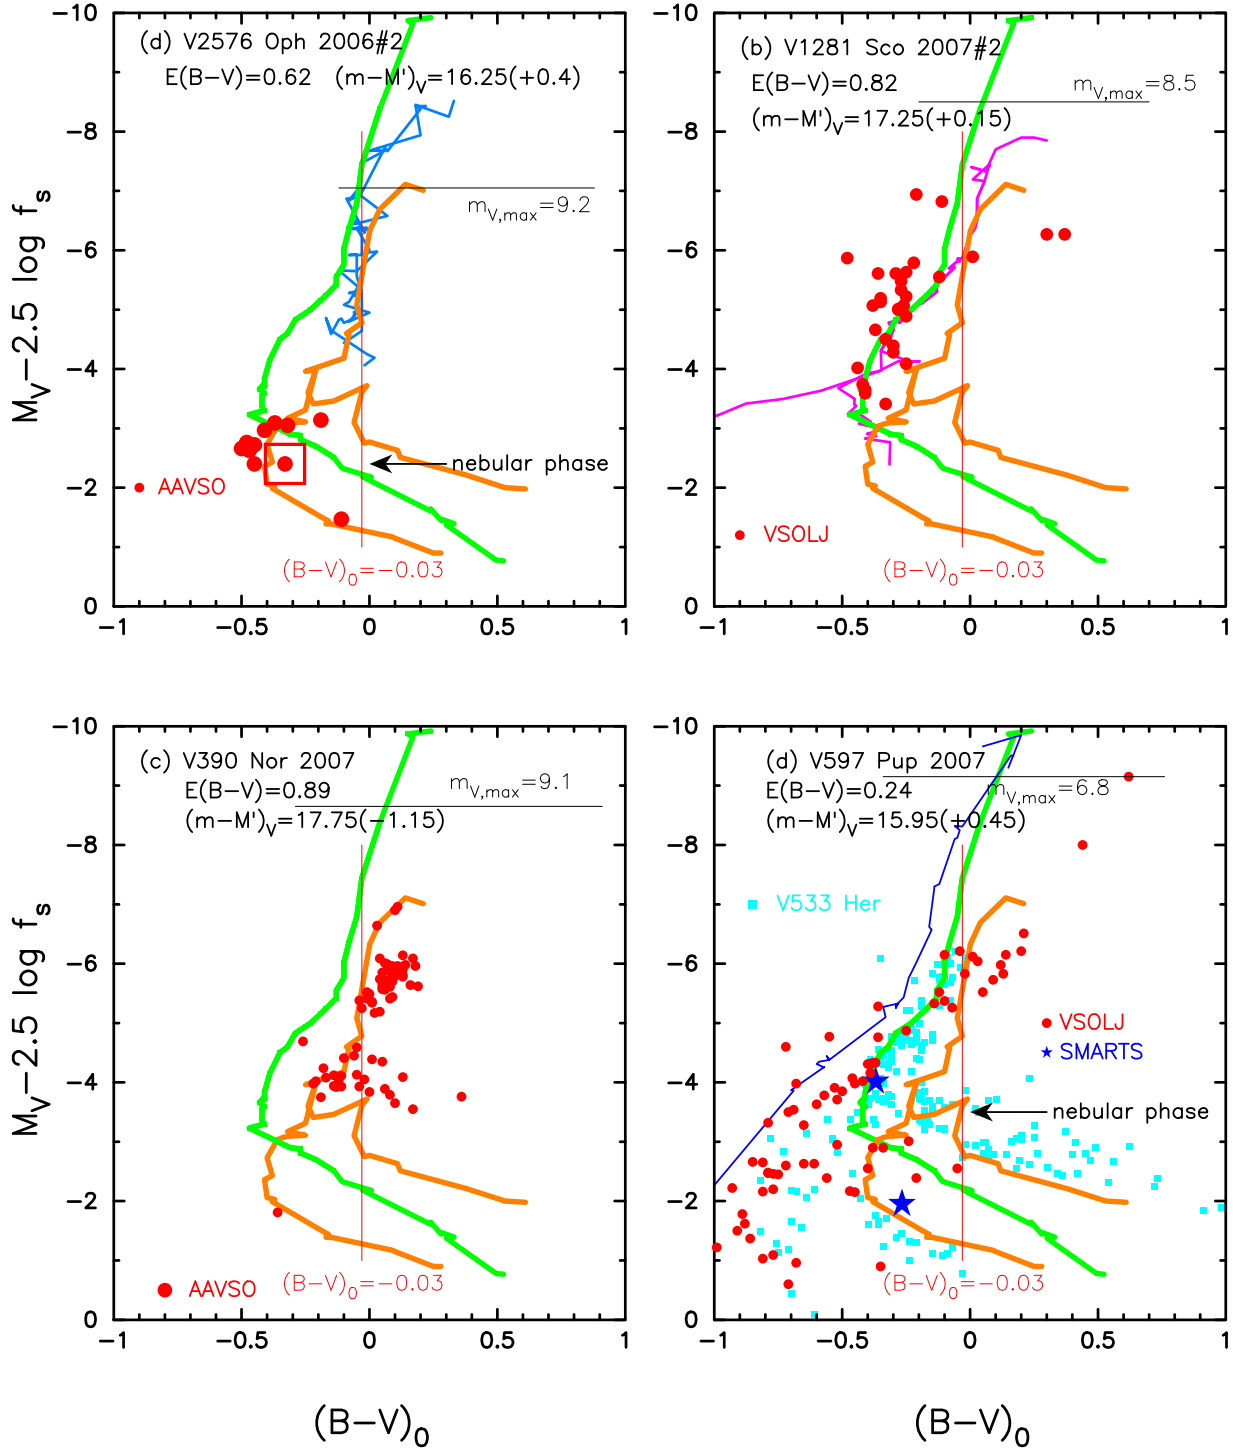 (d) V2576 Oph 2006#2
E(B−V)=0.62 (m−M')V=16.25(+0.4)
mV,max=9.2
nebular phase
AAVSO
(B−V)0=−0.03
MV−2.5 log fs
−10
−8
−6
−4
−2
0
−1 −0.5 0 0.5 1
(b) V1281 Sco 2007#2
E(B−V)=0.82
mV,max=8.5
(m−M')V=17.25(+0.15)
VSOLJ
(B−V)0=−0.03
−10
−8
−6
−4
−2
0
−1 −0.5 0 0.5 1
(c) V390 Nor 2007
mV,max=9.1
E(B−V)=0.89
(m−M')V=17.75(−1.15)
AAVSO
(B−V)0=−0.03
MV−2.5 log fs
−10
−8
−6
−4
−2
0
−1 −0.5 0 0.5 1
(B−V)0
(d) V597 Pup 2007
E(B−V)=0.24
mV,max=6.8
(m−M')V=15.95(+0.45)
V533 Her
VSOLJ
SMARTS
nebular phase
(B−V)0=−0.03
−10
−8
−6
−4
−2
0
−1 −0.5 0 0.5 1
(B−V)0